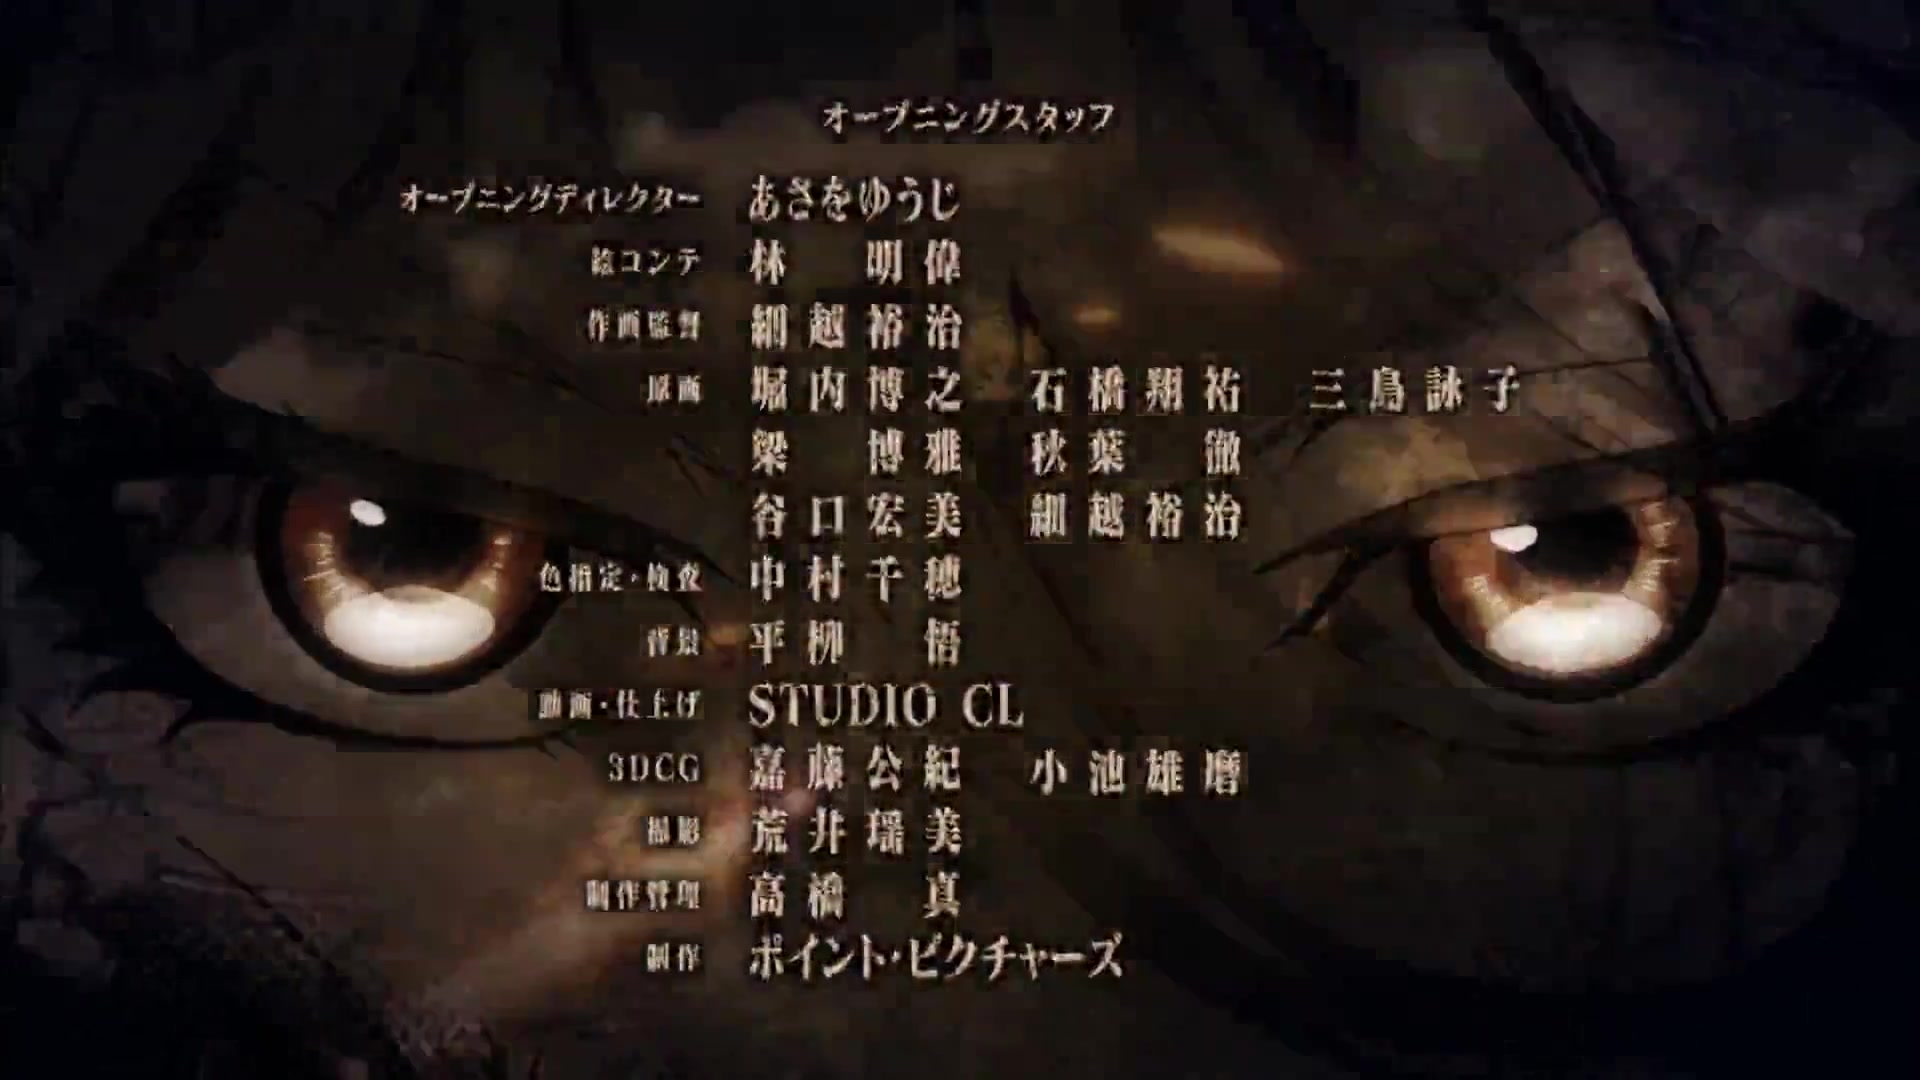 オープニングスタッフ
オープニングディレクター あさをゆうじ
絵コンテ 林 明偉
作画監督 細越裕治
原画 堀内博之 石橋翔祐 三島詠子
梁 博雅 秋葉 徹
谷口宏美 細越裕治
色指定・検査 中村千穂
背景 平柳 悟
動画・仕上げ STUDIO CL
3DCG 嘉藤公紀 小池雄磨
撮影 荒井瑶美
制作管理 高橋 真
制作 ポイント・ピクチャーズ